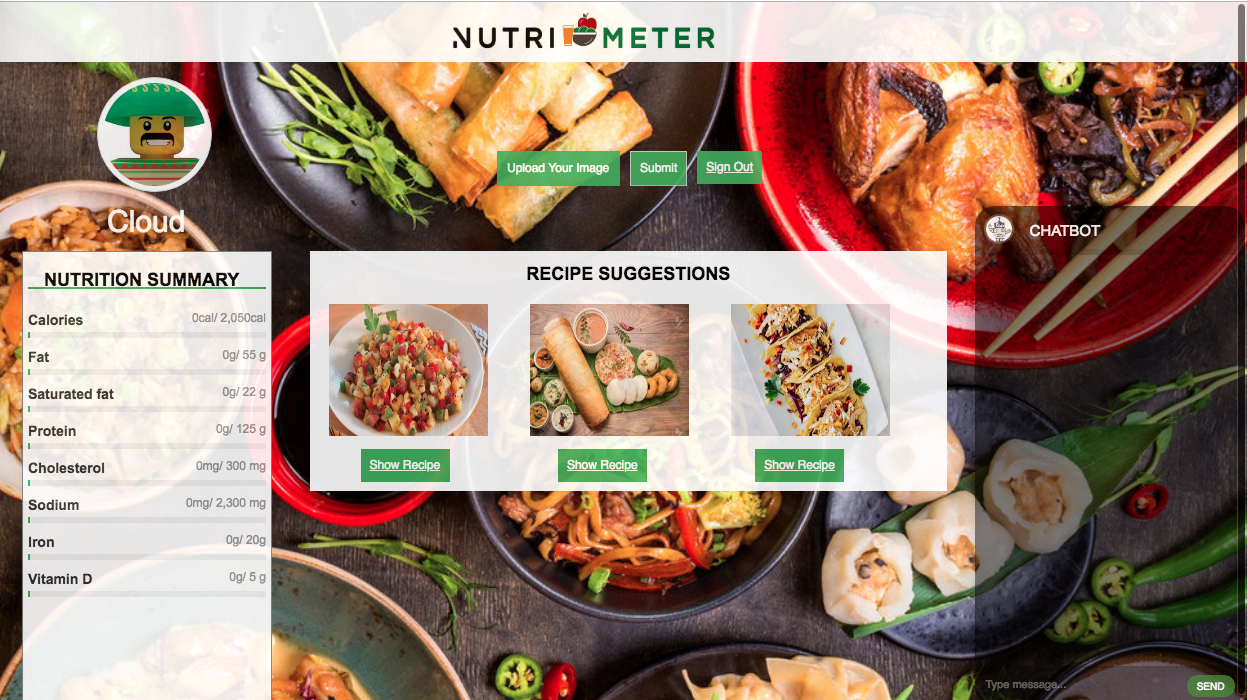 NUTRI METER
Upload Your Image
Submit
Sign Out
Cloud
CHATBOT
NUTRITION SUMMARY
Calories 0cal/ 2,050cal
Fat 0g/ 55 g
Saturated fat 0g/ 22 g
Protein 0g/ 125 g
Cholesterol 0mg/ 300 mg
Sodium 0mg/ 2,300 mg
Iron 0g/ 20g
Vitamin D 0g/ 5 g
RECIPE SUGGESTIONS
Show Recipe
Show Recipe
Show Recipe
Type message...
SEND